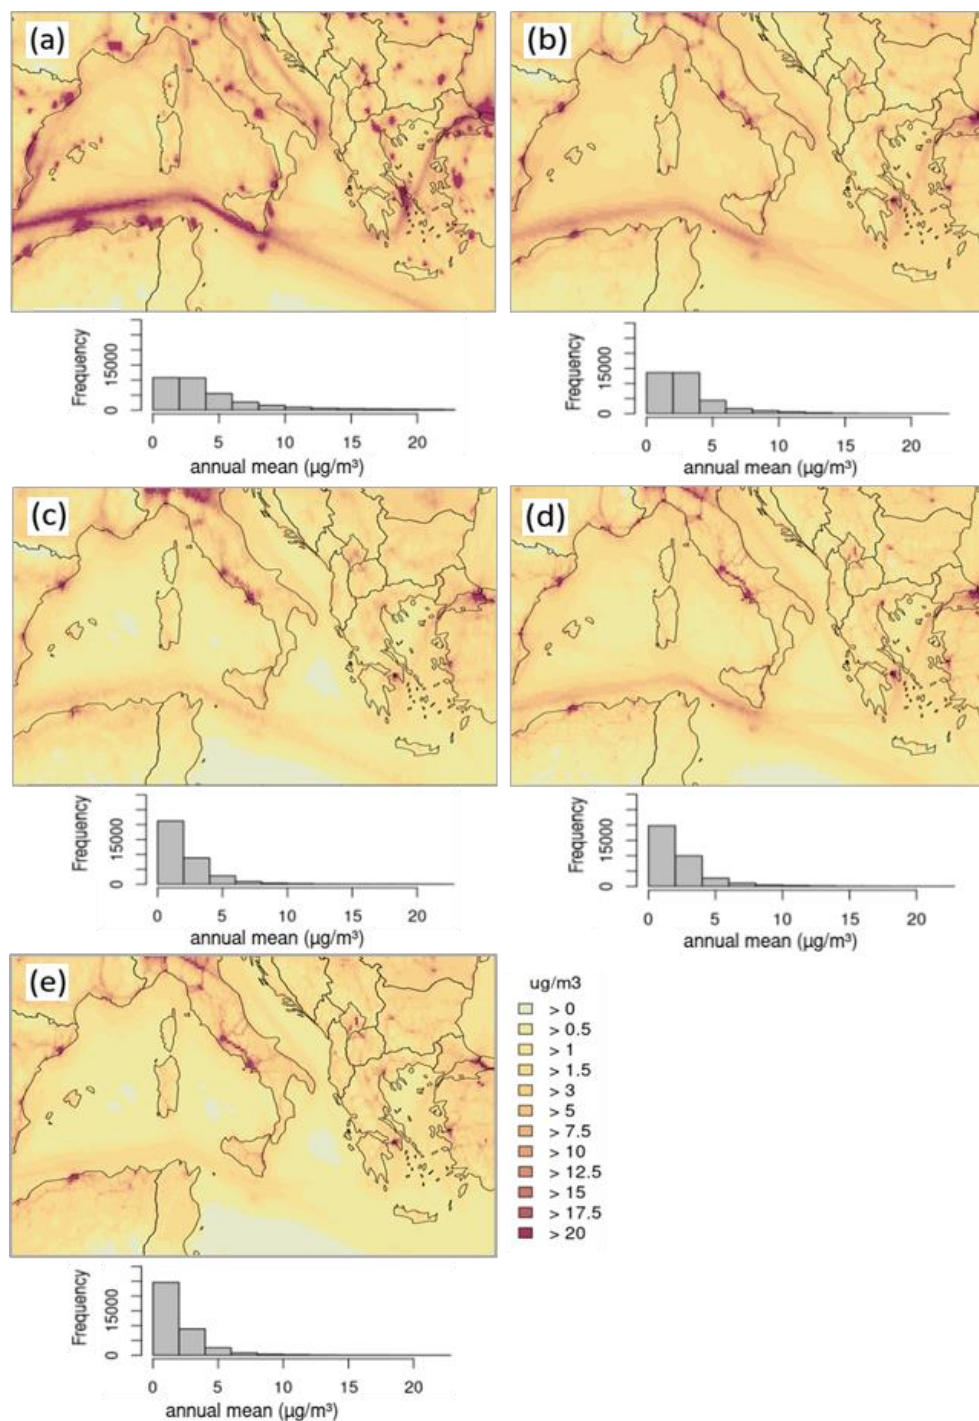 (a)
(b)
Frequency
0 15000
0 5 10 15 20
annual mean (µg/m³)
Frequency
0 15000
0 5 10 15 20
annual mean (µg/m³)
(c)
(d)
Frequency
0 15000
0 5 10 15 20
annual mean (µg/m³)
Frequency
0 15000
0 5 10 15 20
annual mean (µg/m³)
(e)
ug/m3
> 0
> 0.5
> 1
> 1.5
> 3
> 5
> 7.5
> 10
> 12.5
> 15
> 17.5
> 20
Frequency
0 15000
0 5 10 15 20
annual mean (µg/m³)